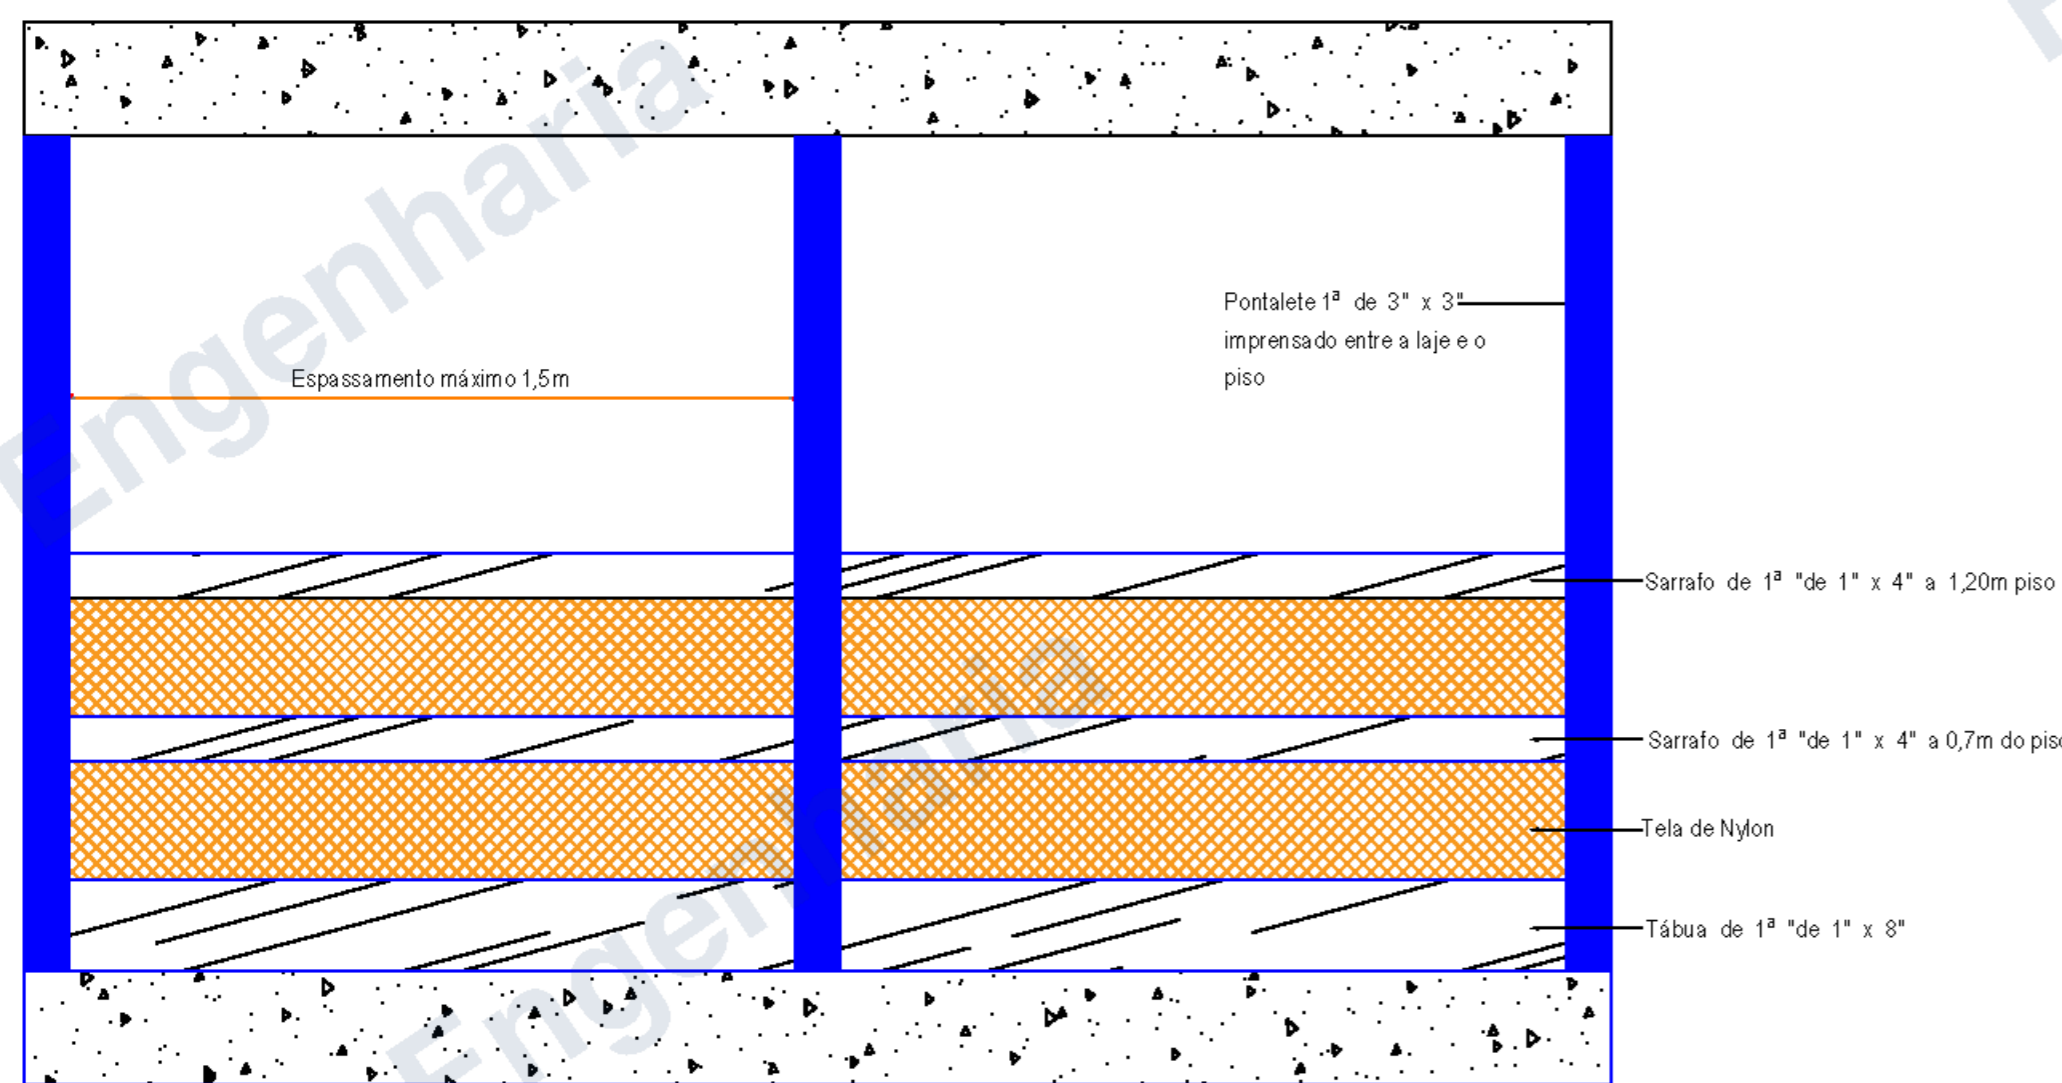 Engenharia
Pontalete 1ª de 3" x 3"
imprensado entre a laje e o
piso
Espassamento máximo 1,5m
Sarrafo de 1ª "de 1" x 4" a 1,20m piso
Engenharia
Sarrafo de 1ª "de 1" x 4" a 0,7m do piso
Tela de Nylon
Tábua de 1ª "de 1" x 8"